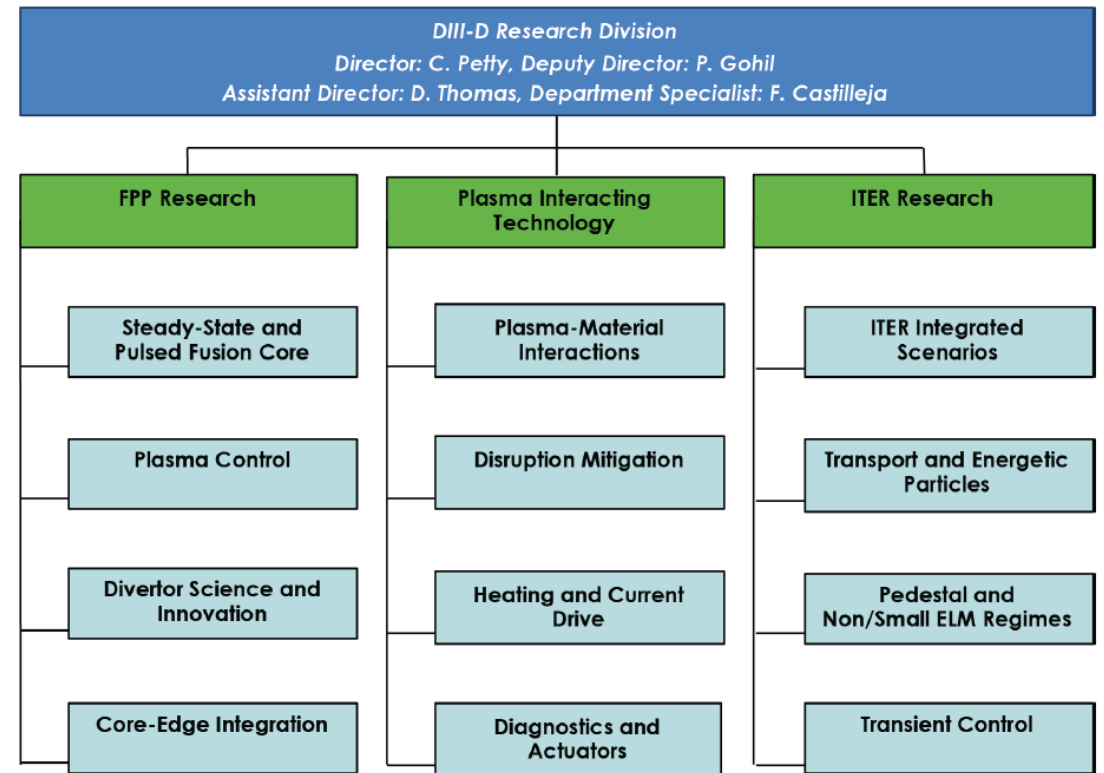 DIII-D Research Division
Director: C. Petty, Deputy Director: P. Gohil
Assistant Director: D. Thomas, Department Specialist: F. Castilleja
FPP Research
Steady-State and
Pulsed Fusion Core
Plasma Control
Divertor Science and
Innovation
Core-Edge Integration
Plasma Interacting
Technology
Plasma-Material
Interactions
Disruption Mitigation
Heating and Current
Drive
Diagnostics and
Actuators
ITER Research
ITER Integrated
Scenarios
Transport and Energetic
Particles
Pedestal and
Non/Small ELM Regimes
Transient Control